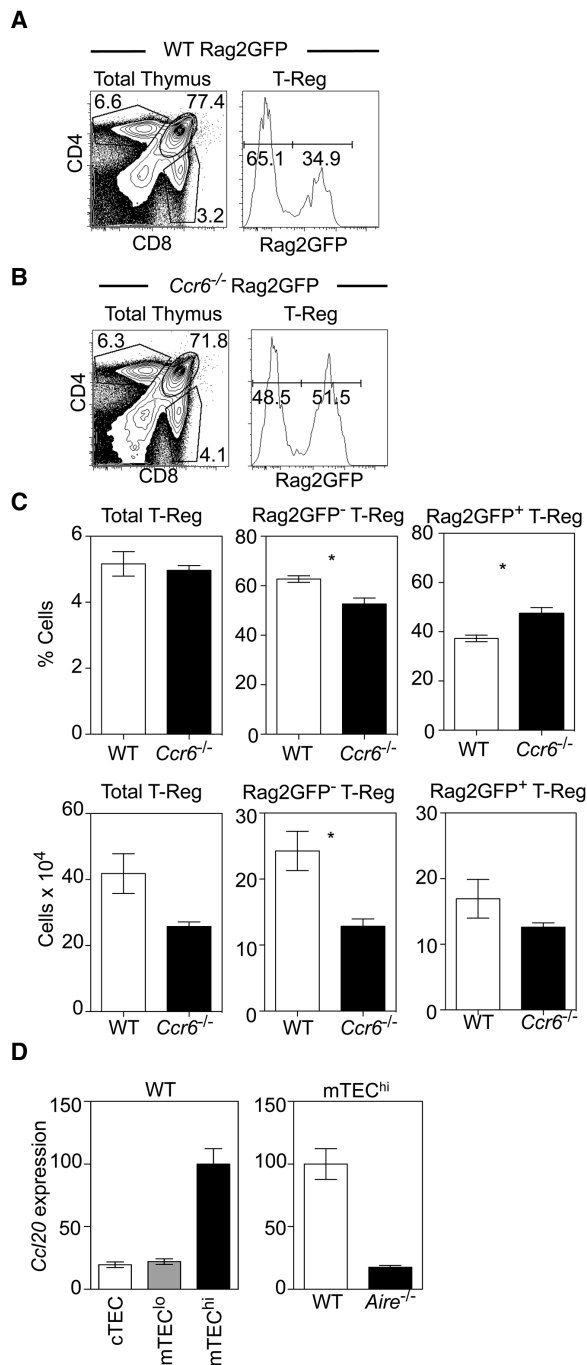 A
WT Rag2GFP
Total Thymus
T-Reg
6.6
77.4
3.2
CD4
CD8
65.1
34.9
Rag2GFP
B
Ccr6-/- Rag2GFP
Total Thymus
T-Reg
6.3
71.8
4.1
CD4
CD8
48.5
51.5
Rag2GFP
C
Total T-Reg
Rag2GFP- T-Reg
Rag2GFP+ T-Reg
% Cells
6
4
2
0
WT
Ccr6-/-
80
60
40
20
0
*
WT
Ccr6-/-
80
60
40
20
0
*
WT
Ccr6-/-
Total T-Reg
Rag2GFP- T-Reg
Rag2GFP+ T-Reg
Cells x 10^4
60
40
20
0
WT
Ccr6-/-
30
20
10
0
*
WT
Ccr6-/-
30
20
10
0
WT
Ccr6-/-
D
WT
mTEChi
Ccl20 expression
150
100
50
0
cTEC
mTEClo
mTEChi
150
100
50
0
WT
Aire-/-